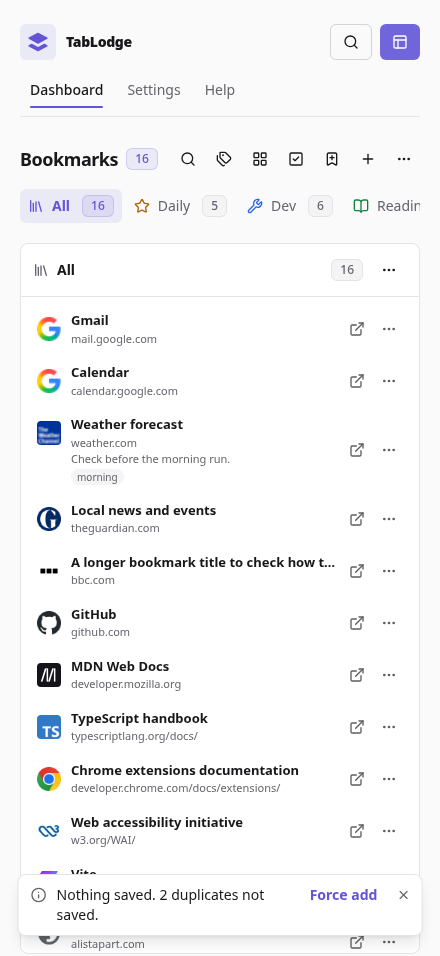 TabLodge
Dashboard Settings Help
Bookmarks 16
All 16 Daily 5 Dev 6 Readin
All 16
Gmail
mail.google.com
Calendar
calendar.google.com
The Weather Channel
Weather forecast
weather.com
Check before the morning run.
morning
Local news and events
theguardian.com
A longer bookmark title to check how t...
bbc.com
GitHub
github.com
MDN Web Docs
developer.mozilla.org
TS
TypeScript handbook
typescriptlang.org/docs/
Chrome extensions documentation
developer.chrome.com/docs/extensions/
Web accessibility initiative
w3.org/WAI/
Vite
Nothing saved. 2 duplicates not
saved.
Force add
alistapart.com